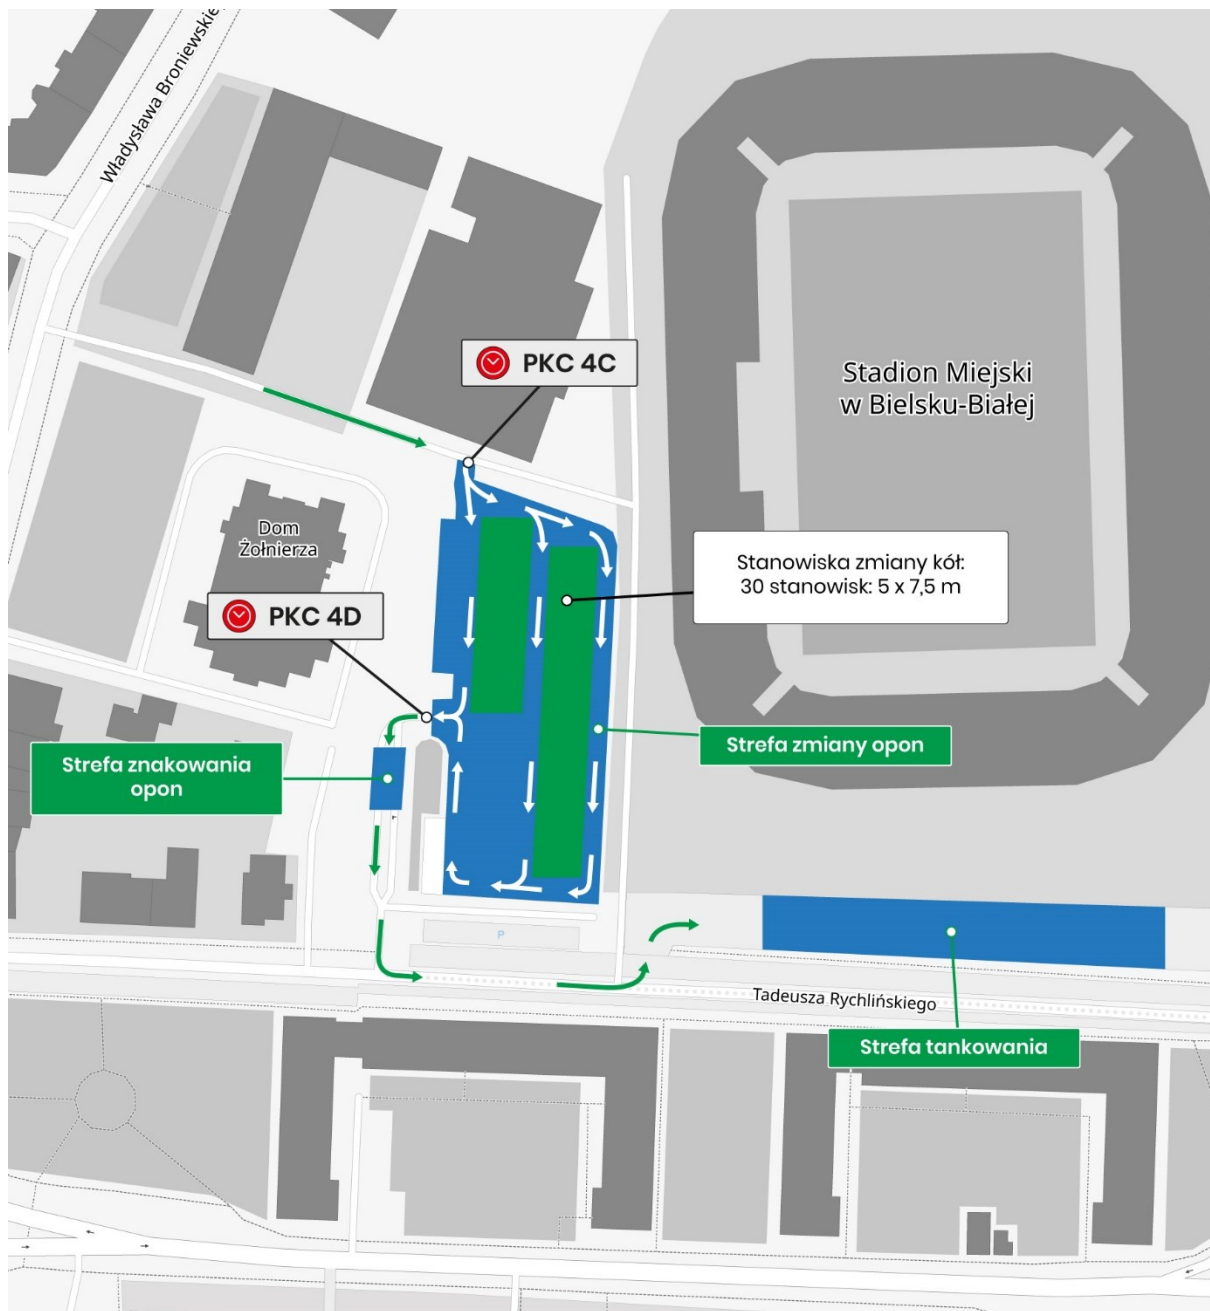 Władysława Broniewskiego
PKC 4C
Stadion Miejski
w Bielsku-Białej
Dom
Żołnierza
Stanowiska zmiany kół:
30 stanowisk: 5 x 7,5 m
PKC 4D
Strefa zmiany opon
Strefa znakowania
opon
P
Tadeusza Rychlińskiego
Strefa tankowania